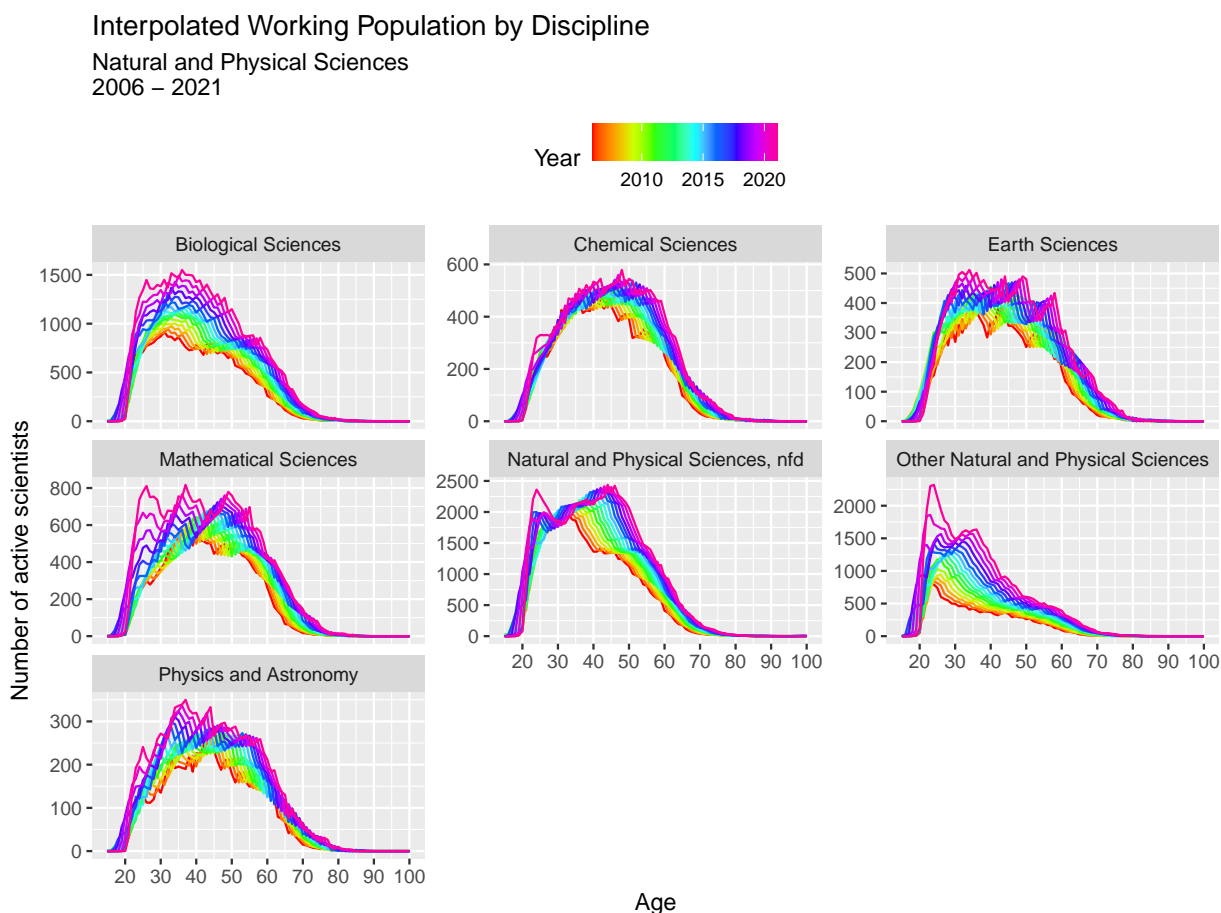 Interpolated Working Population by Discipline
Natural and Physical Sciences
2006 – 2021
Year
2010 2015 2020
Number of active scientists
Biological Sciences
1500
1000
500
0
Chemical Sciences
600
400
200
0
Earth Sciences
500
400
300
200
100
0
Mathematical Sciences
800
600
400
200
0
Natural and Physical Sciences, nfd
2500
2000
1500
1000
500
0
20 30 40 50 60 70 80 90 100
Other Natural and Physical Sciences
2000
1500
1000
500
0
20 30 40 50 60 70 80 90 100
Physics and Astronomy
300
200
100
0
20 30 40 50 60 70 80 90 100
Age